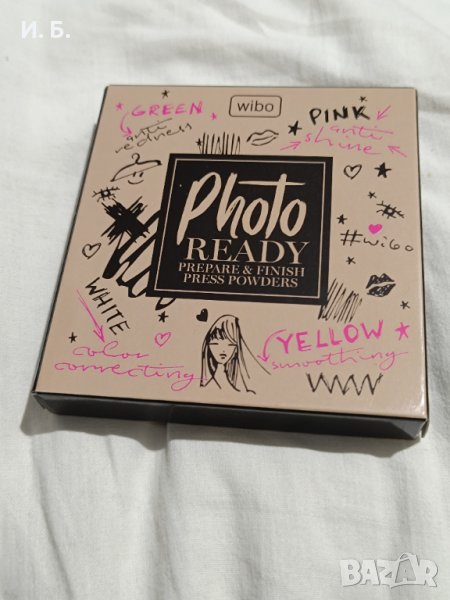 И. Б.
wibo
GREEN
anti
redness
PINK
anti
shine
Photo
READY
PREPARE & FINISH
PRESS POWDERS
#wibo
WHITE
color
correcting
YELLOW
smoothing
BAZAR